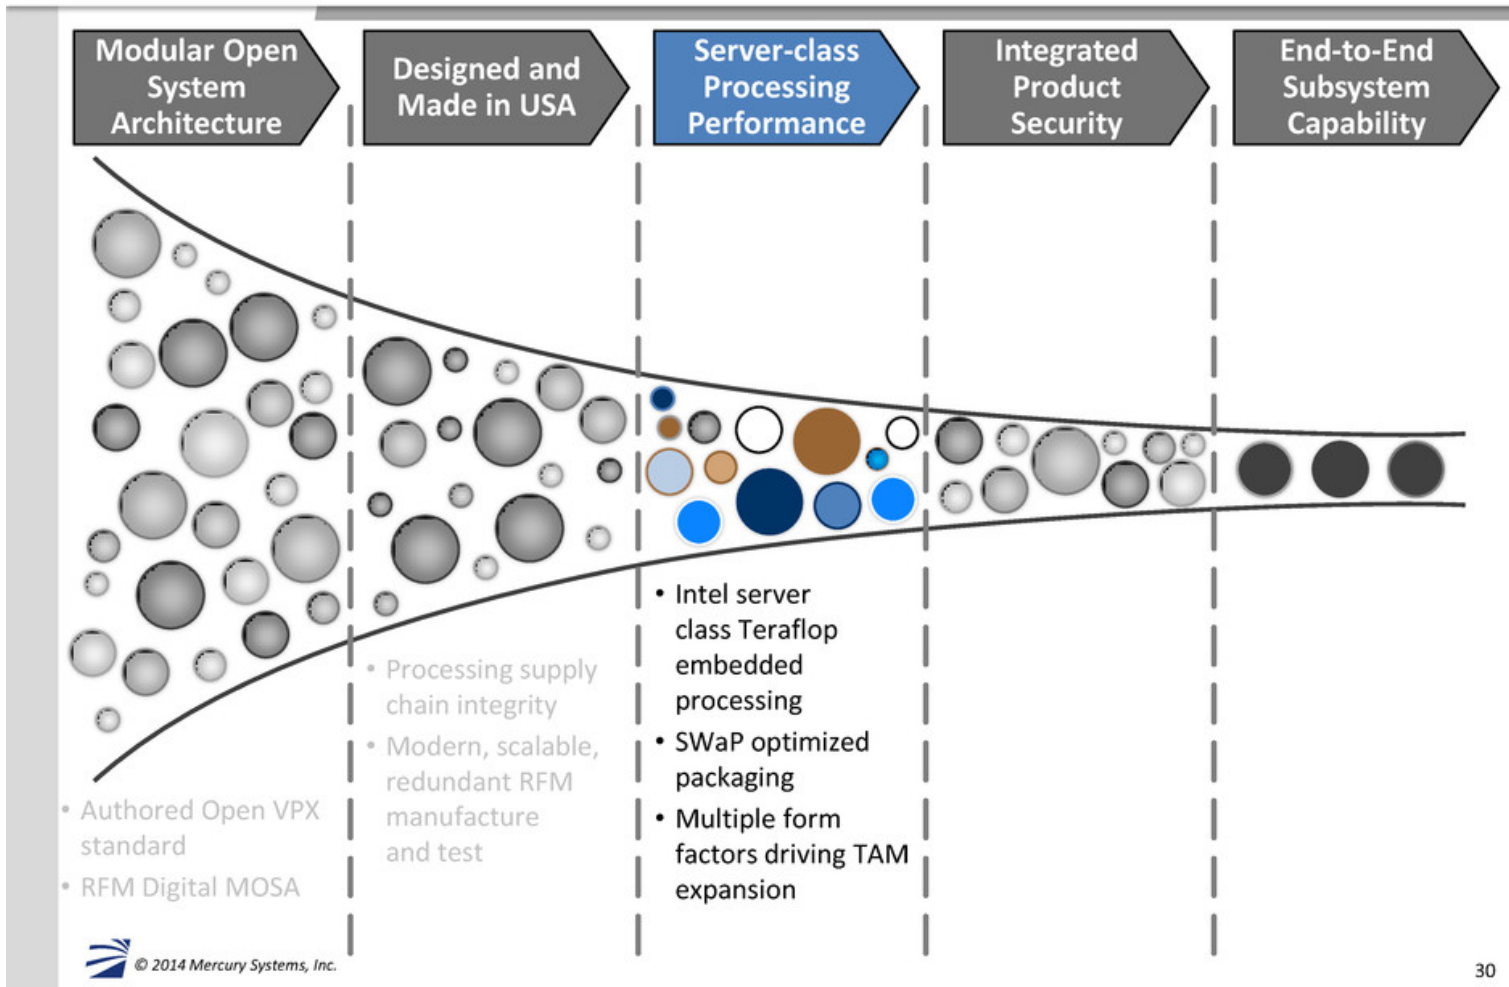 Modular Open
System
Architecture
Designed and
Made in USA
Server-class
Processing
Performance
Integrated
Product
Security
End-to-End
Subsystem
Capability
• Authored Open VPX
standard
• RFM Digital MOSA
• Processing supply
chain integrity
• Modern, scalable,
redundant RFM
manufacture
and test
• Intel server
class Teraflop
embedded
processing
• SWaP optimized
packaging
• Multiple form
factors driving TAM
expansion
© 2014 Mercury Systems, Inc.
30